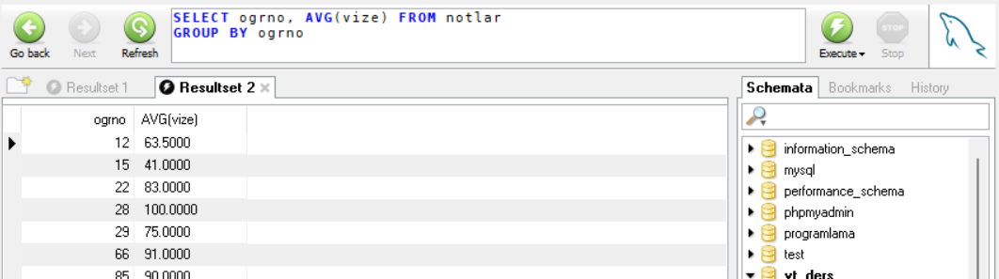 SELECT ogrno, AVG(vize) FROM notlar
GROUP BY ogrno
Go back
Next
Refresh
Execute
STOP
Stop
Resultset 1
Resultset 2
ogrno AVG(vize)
12 63.5000
15 41.0000
22 83.0000
28 100.0000
29 75.0000
66 91.0000
85 90.0000
Schemata
Bookmarks
History
information_schema
mysql
performance_schema
phpmyadmin
programlama
test
vt_ders